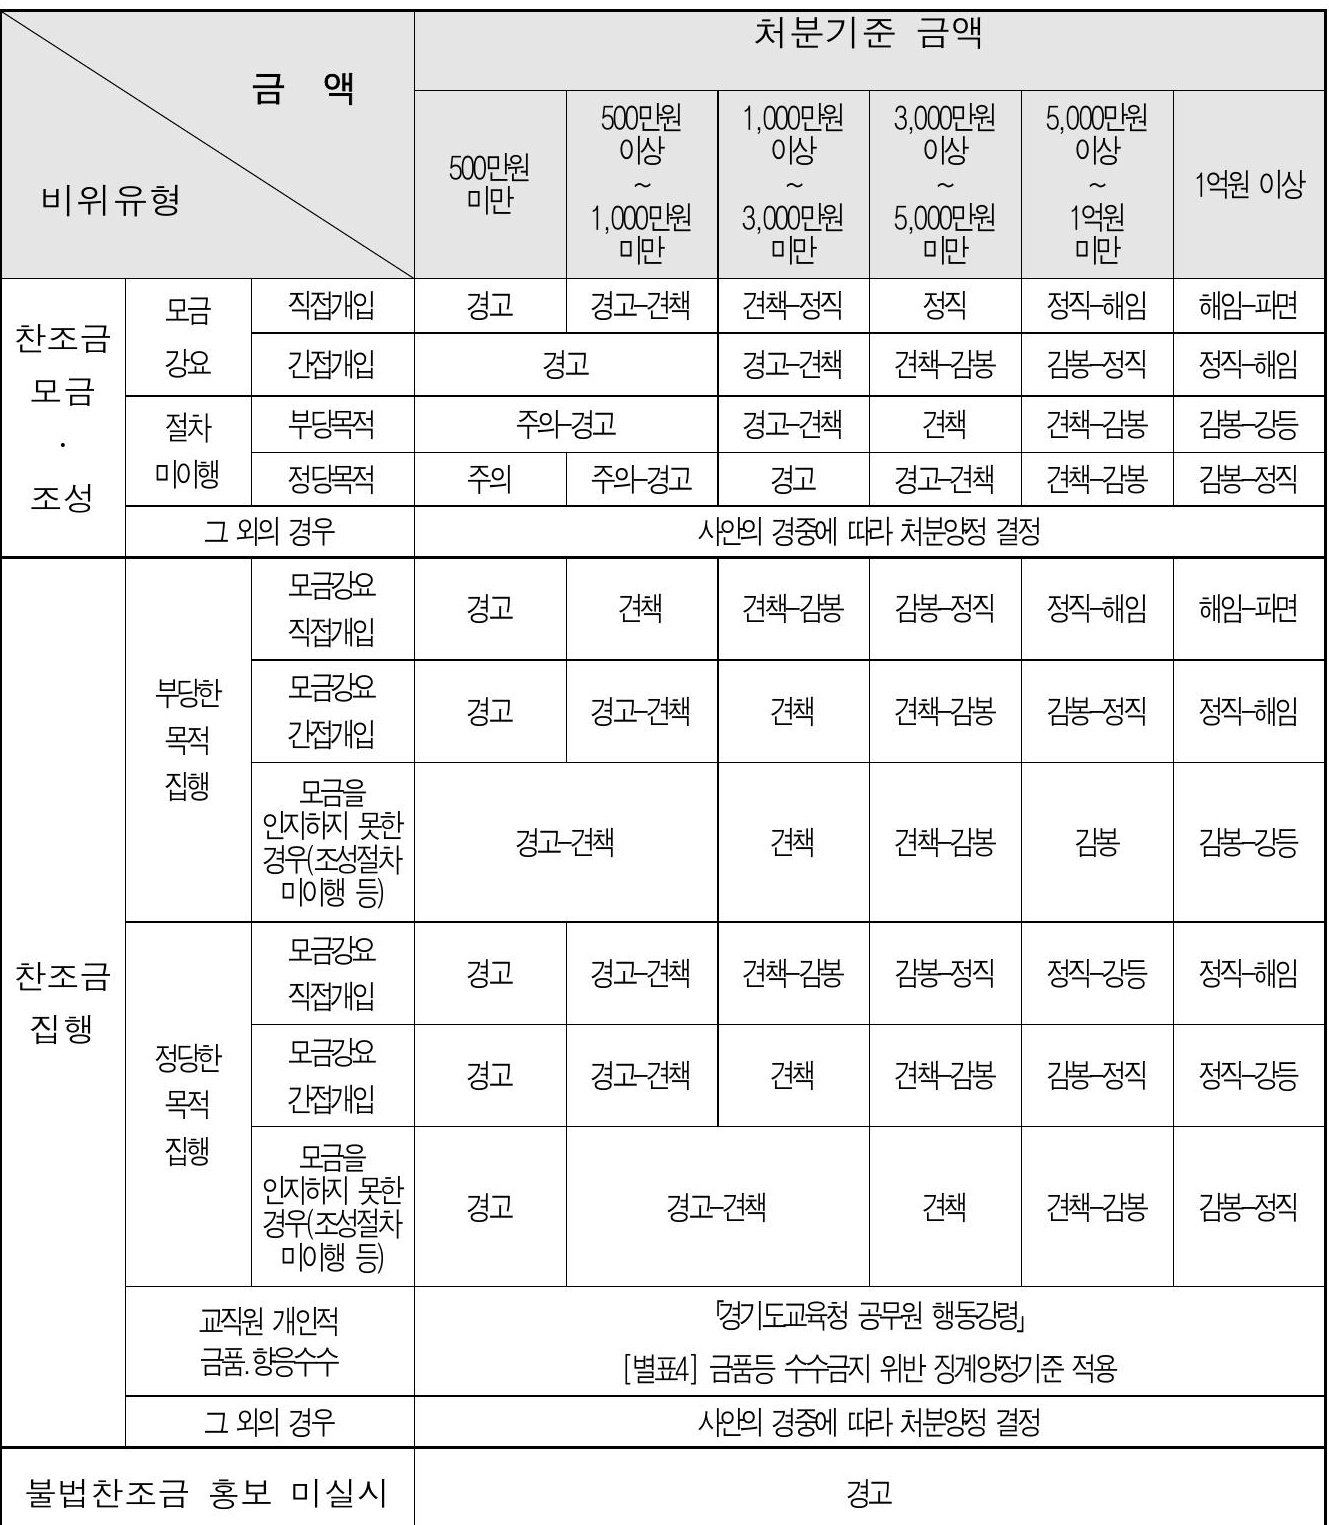 처분기준 금액
금 액
비위유형
500만원
미만
500만원
이상
~
1,000만원
미만
1,000만원
이상
~
3,000만원
미만
3,000만원
이상
~
5,000만원
미만
5,000만원
이상
~
1억원
미만
1억원 이상
찬조금
모금
·
조성
모금
강요
직접개입
경고
경고-견책
견책-정직
정직
정직-해임
해임-파면
간접개입
경고
경고-견책
견책-감봉
감봉-정직
정직-해임
절차
미이행
부당목적
주의-경고
경고-견책
견책
견책-감봉
감봉-강등
정당목적
주의
주의-경고
경고
경고-견책
견책-감봉
감봉-정직
그 외의 경우
사안의 경중에 따라 처분양정 결정
찬조금
집행
부당한
목적
집행
모금강요
직접개입
경고
견책
견책-감봉
감봉-정직
정직-해임
해임-파면
모금강요
간접개입
경고
경고-견책
견책
견책-감봉
감봉-정직
정직-해임
모금을
인지하지 못한
경우(조성절차
미이행 등)
경고-견책
견책
견책-감봉
감봉
감봉-강등
정당한
목적
집행
모금강요
직접개입
경고
경고-견책
견책-감봉
감봉-정직
정직-강등
정직-해임
모금강요
간접개입
경고
경고-견책
견책
견책-감봉
감봉-정직
정직-강등
모금을
인지하지 못한
경우(조성절차
미이행 등)
경고
경고-견책
견책
견책-감봉
감봉-정직
교직원 개인적
금품.향응수수
「경기도교육청 공무원 행동강령」
[별표4] 금품등 수수금지 위반 징계양정기준 적용
그 외의 경우
사안의 경중에 따라 처분양정 결정
불법찬조금 홍보 미실시
경고